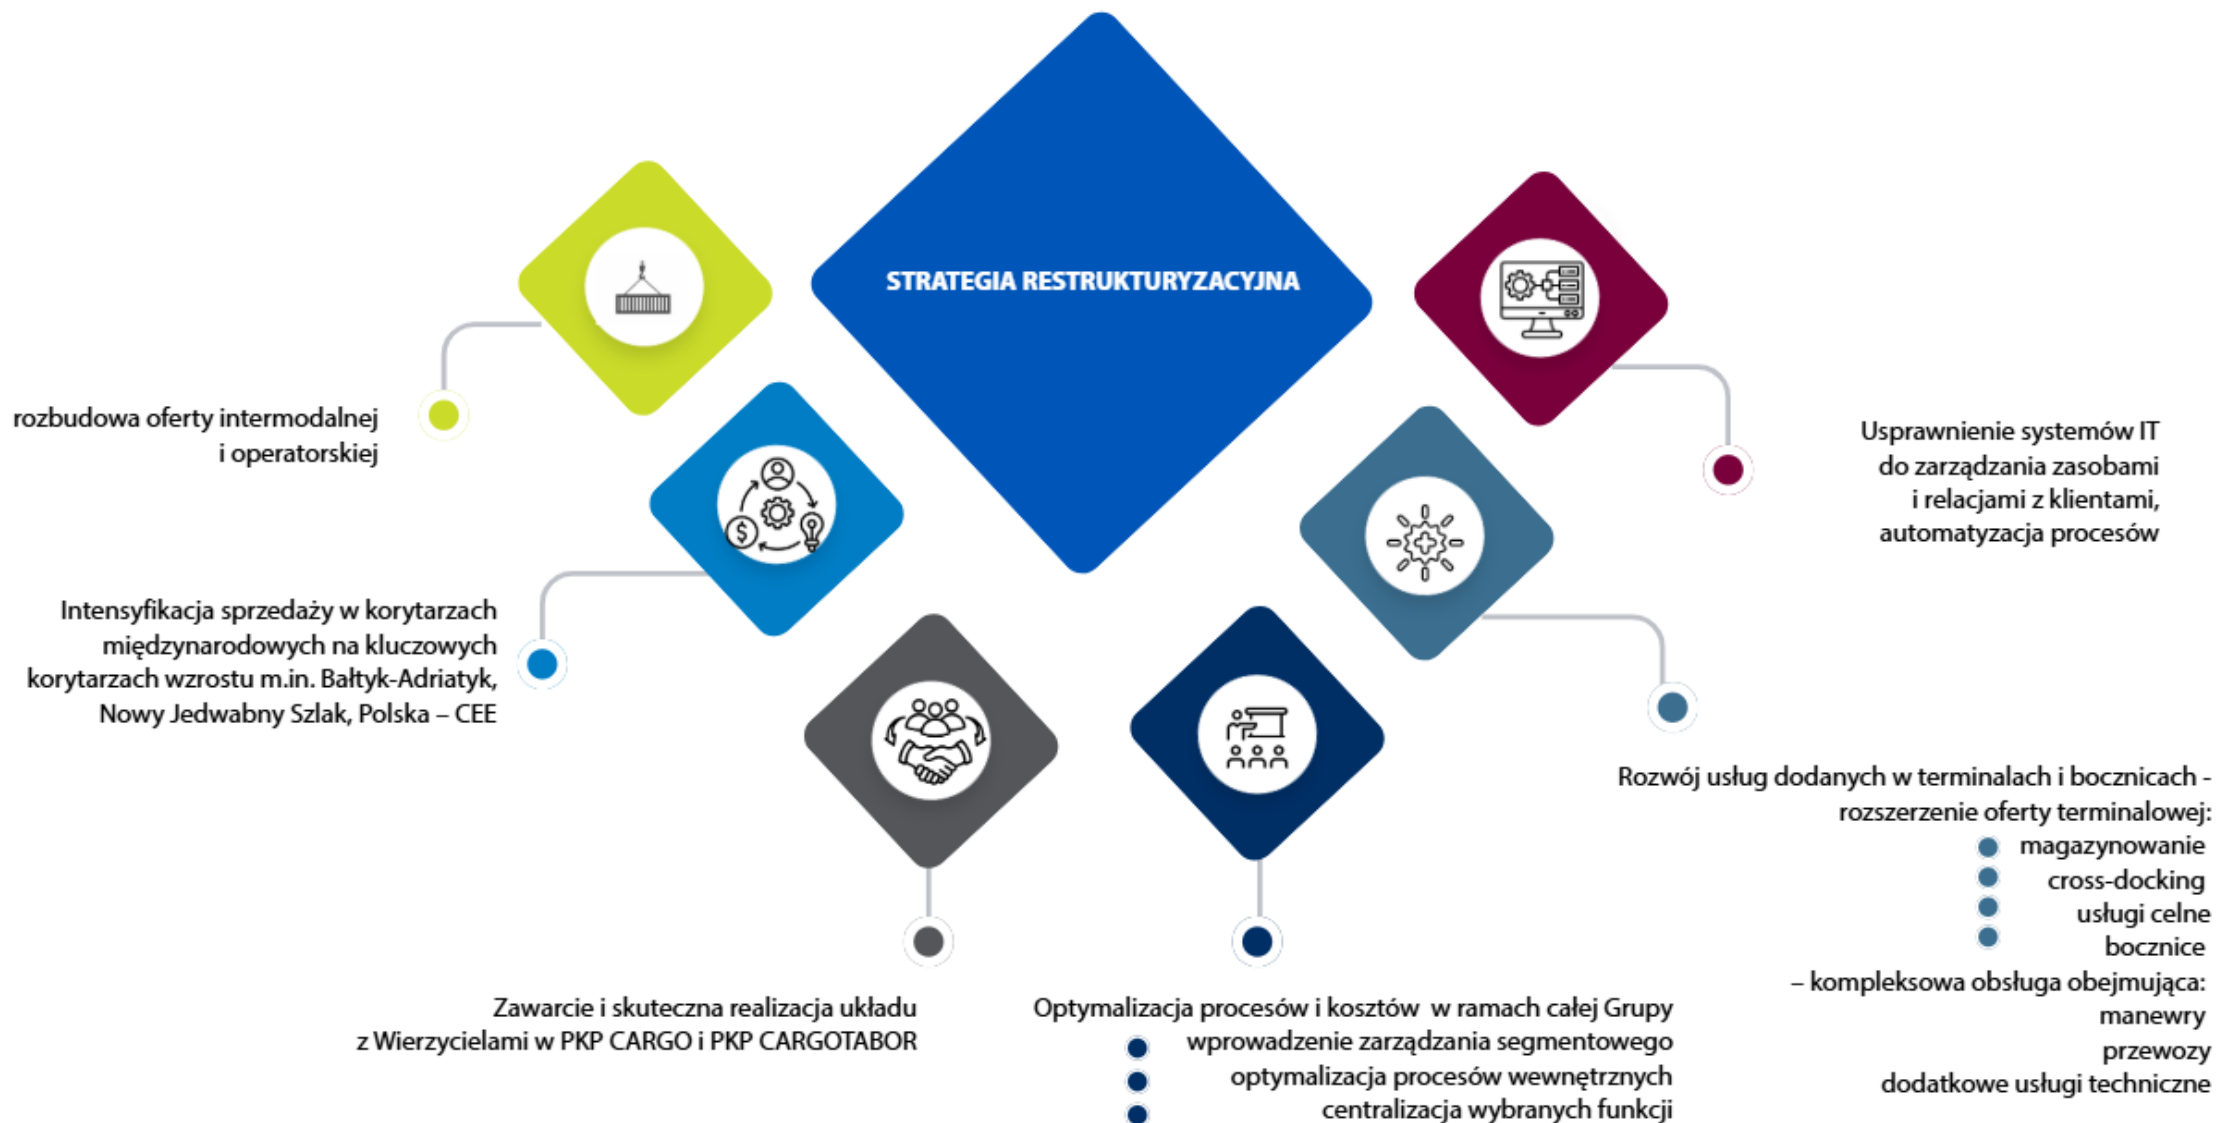 STRATEGIA RESTRUKTURYZACYJNA
rozbudowa oferty intermodalnej
i operatorskiej
Intensyfikacja sprzedaży w korytarzach
międzynarodowych na kluczowych
korytarzach wzrostu m.in. Bałtyk-Adriatyk,
Nowy Jedwabny Szlak, Polska – CEE
Zawarcie i skuteczna realizacja układu
z Wierzycielami w PKP CARGO i PKP CARGOTABOR
Optymalizacja procesów i kosztów w ramach całej Grupy
wprowadzenie zarządzania segmentowego
optymalizacja procesów wewnętrznych
centralizacja wybranych funkcji
Rozwój usług dodanych w terminalach i bocznicach -
rozszerzenie oferty terminalowej:
magazynowanie
cross-docking
usługi celne
bocznice
– kompleksowa obsługa obejmująca:
manewry
przewozy
dodatkowe usługi techniczne
Usprawnienie systemów IT
do zarządzania zasobami
i relacjami z klientami,
automatyzacja procesów